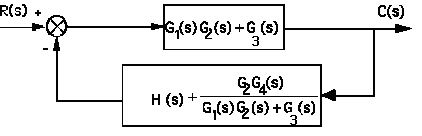 R(s) +
-
G₁(s)G₂(s)+G₃(s)
C(s)
H(s) + G₂G₄(s)
G₁(s)G₂(s)+G₃(s)